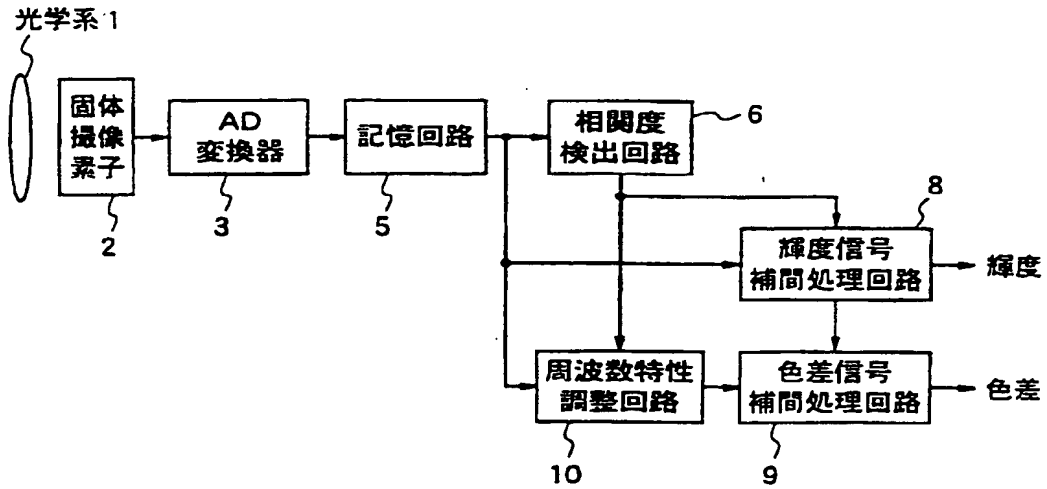 光学系1
固体
撮像
素子
2
AD
変換器
3
記憶回路
5
相関度
検出回路
6
輝度信号
補間処理回路
8
輝度
周波数特性
調整回路
10
色差信号
補間処理回路
9
色差